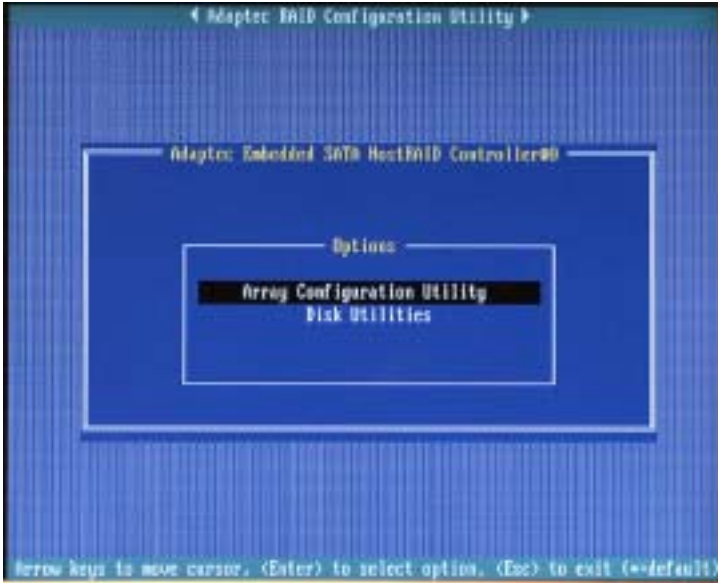 ◄ Adaptec RAID Configuration Utility ►
Adaptec Embedded SATA HostRAID Controller#0
Options
Array Configuration Utility
Disk Utilities
Arrow keys to move cursor, <Enter> to select option, <Esc> to exit (*=default)